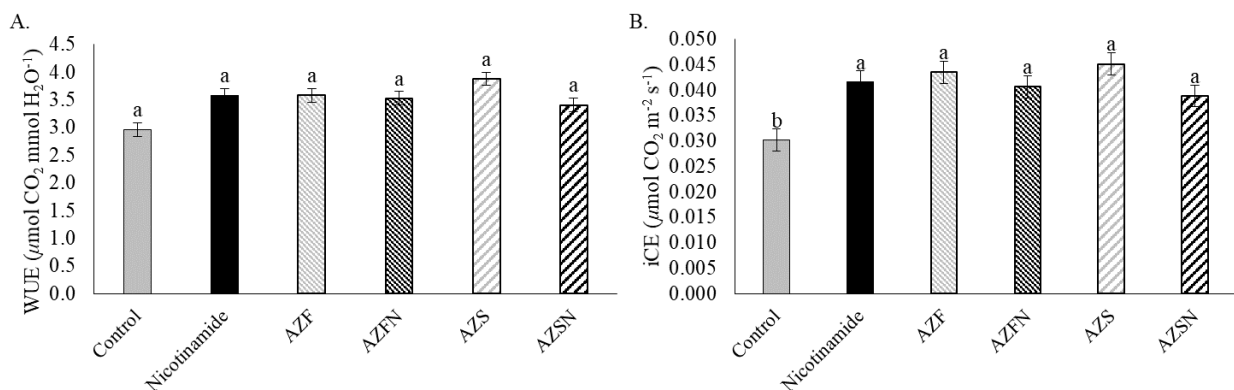 A.
WUE (µmol CO₂ mmol H₂O⁻¹)
4.5
4.0
3.5
3.0
2.5
2.0
1.5
1.0
0.5
0.0
a
a
a
a
a
a
Control
Nicotinamide
AZF
AZFN
AZS
AZSN
B.
iCE (µmol CO₂ m⁻² s⁻¹)
0.050
0.045
0.040
0.035
0.030
0.025
0.020
0.015
0.010
0.005
0.000
b
a
a
a
a
a
Control
Nicotinamide
AZF
AZFN
AZS
AZSN